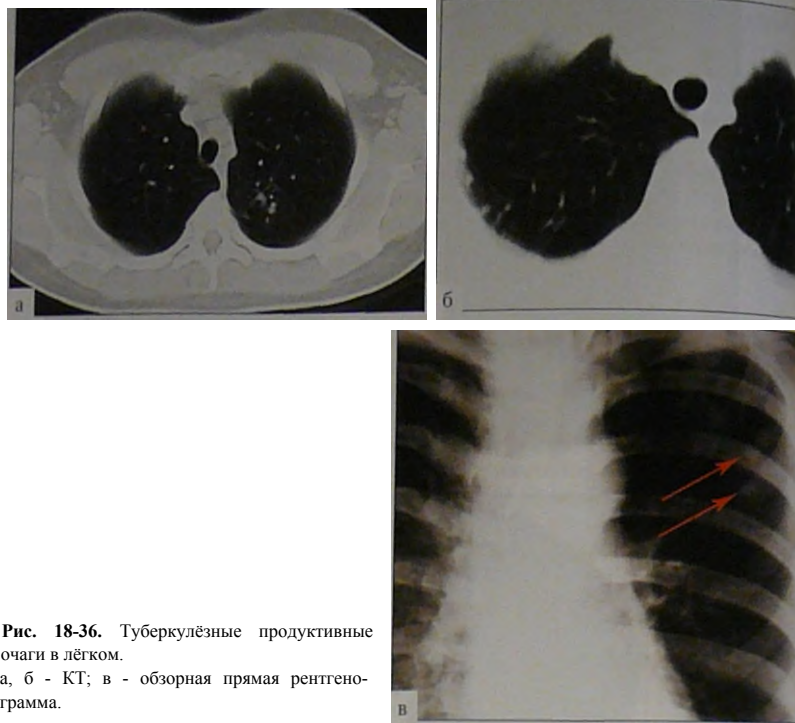 а
б
в
Рис. 18-36. Туберкулёзные продуктивные
очаги в лёгком.
а, б - КТ; в - обзорная прямая рентгено-
грамма.